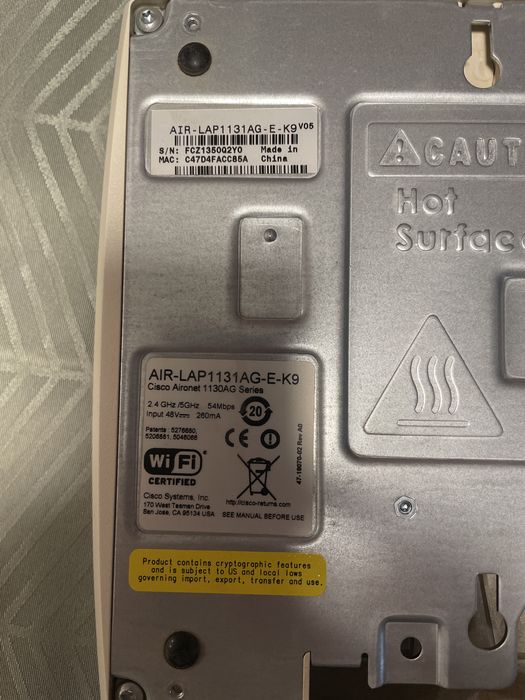 AIR-LAP1131AG-E-K9 V05
S/N: FCZ1350Q2Y0 Made in
MAC: C47D4FACC85A China
CAUT
Hot
Surfac
AIR-LAP1131AG-E-K9
Cisco Aironet 1130AG Series
2.4 GHz /5GHz 54Mbps
Input 48V 260mA
20
Patents: 5276680,
5206881, 5046066
CE
Wi Fi
CERTIFIED
47-18070-02 Rev A0
Cisco Systems, Inc.
170 West Tasman Drive
San Jose, CA 95134 USA
http://cisco-returns.com
SEE MANUAL BEFORE USE
Product contains cryptographic features
and is subject to US and local laws
governing import, export, transfer and use.